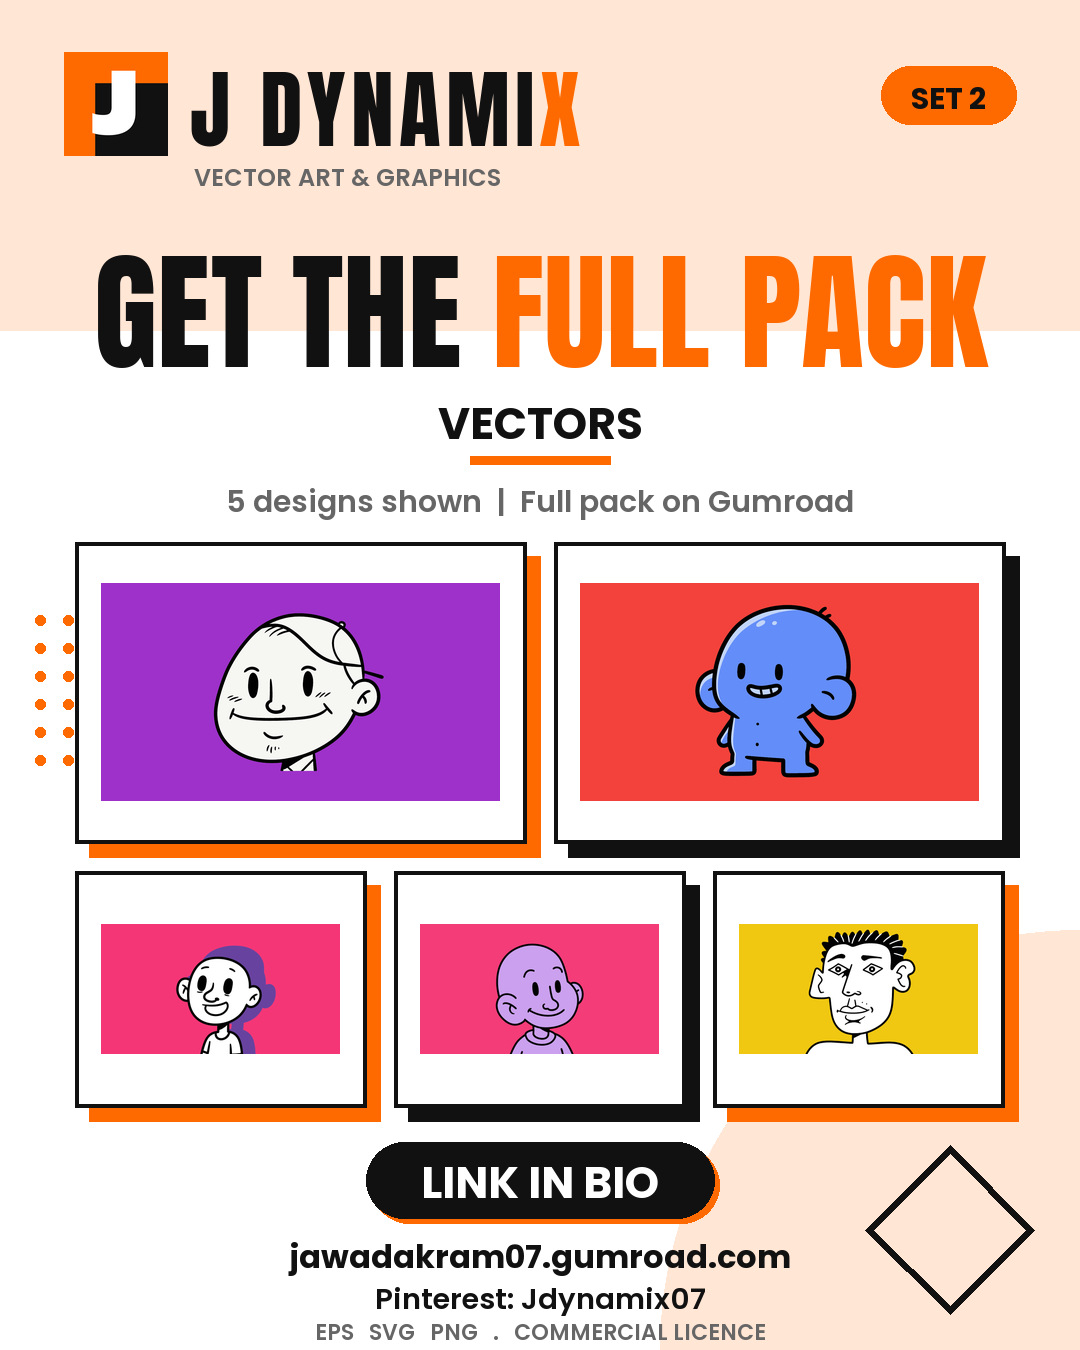 J
J DYNAMIX
VECTOR ART & GRAPHICS
SET 2
GET THE FULL PACK
VECTORS
5 designs shown | Full pack on Gumroad
LINK IN BIO
jawadakram07.gumroad.com
Pinterest: Jdynamix07
EPS SVG PNG . COMMERCIAL LICENCE